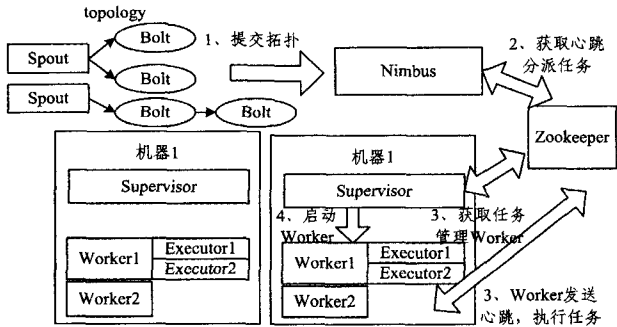 topology
Bolt
Spout
Bolt
Spout
Bolt
Bolt
1、提交拓扑
Nimbus
2、获取心跳
分派任务
Zookeeper
机器1
Supervisor
Worker1
Executor1
Executor2
Worker2
机器1
Supervisor
4、启动
Worker
3、获取任务
管理Worker
Worker1
Executor1
Executor2
Worker2
3、Worker发送
心跳，执行任务